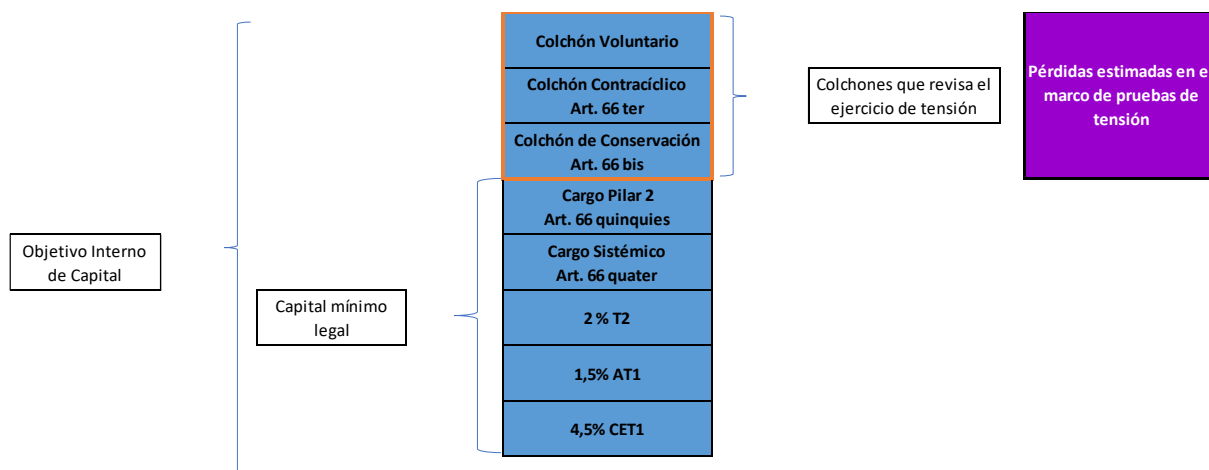 Colchón Voluntario
Colchón Contracíclico
Art. 66 ter
Colchón de Conservación
Art. 66 bis
Cargo Pilar 2
Art. 66 quinquies
Cargo Sistémico
Art. 66 quater
2 % T2
1,5% AT1
4,5% CET1
Colchones que revisa el
ejercicio de tensión
Pérdidas estimadas en e
marco de pruebas de
tensión
Objetivo Interno
de Capital
Capital mínimo
legal